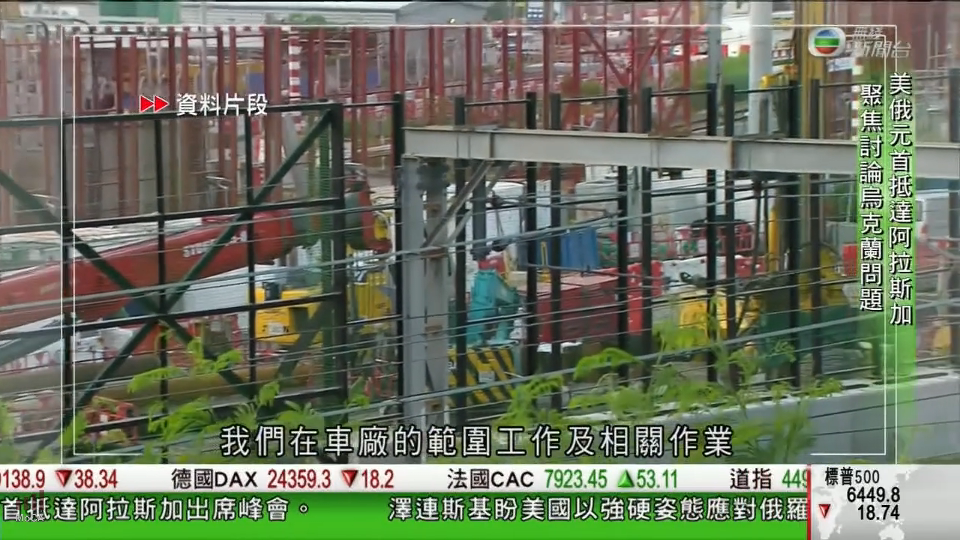 無綫
新聞台
資料片段
美俄元首抵達阿拉斯加
聚焦討論烏克蘭問題
我們在車廠的範圍工作及相關作業
138.9 ▼38.34 德國DAX 24359.3 ▼18.2 法國CAC 7923.45 ▲53.11 道指 449
標普500
6449.8
▼ 18.74
首抵達阿拉斯加出席峰會。 澤連斯基盼美國以強硬姿態應對俄羅